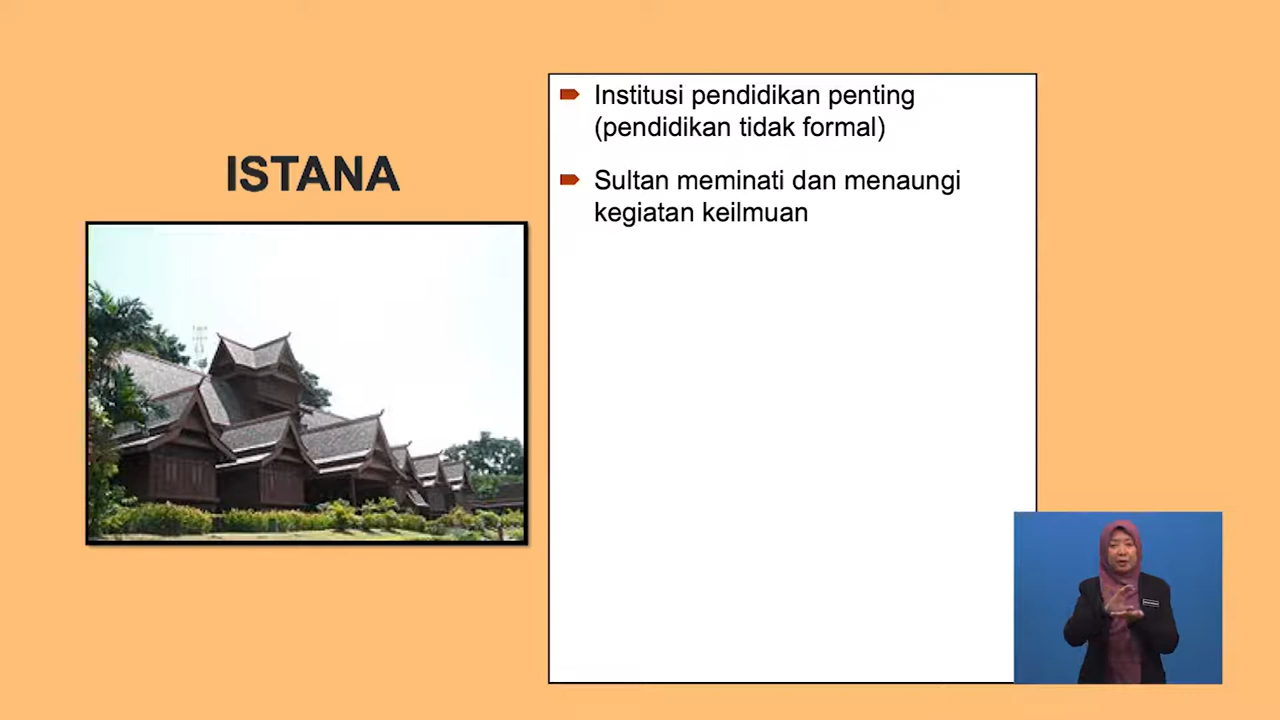 ISTANA
Institusi pendidikan penting
(pendidikan tidak formal)
Sultan meminati dan menaungi
kegiatan keilmuan